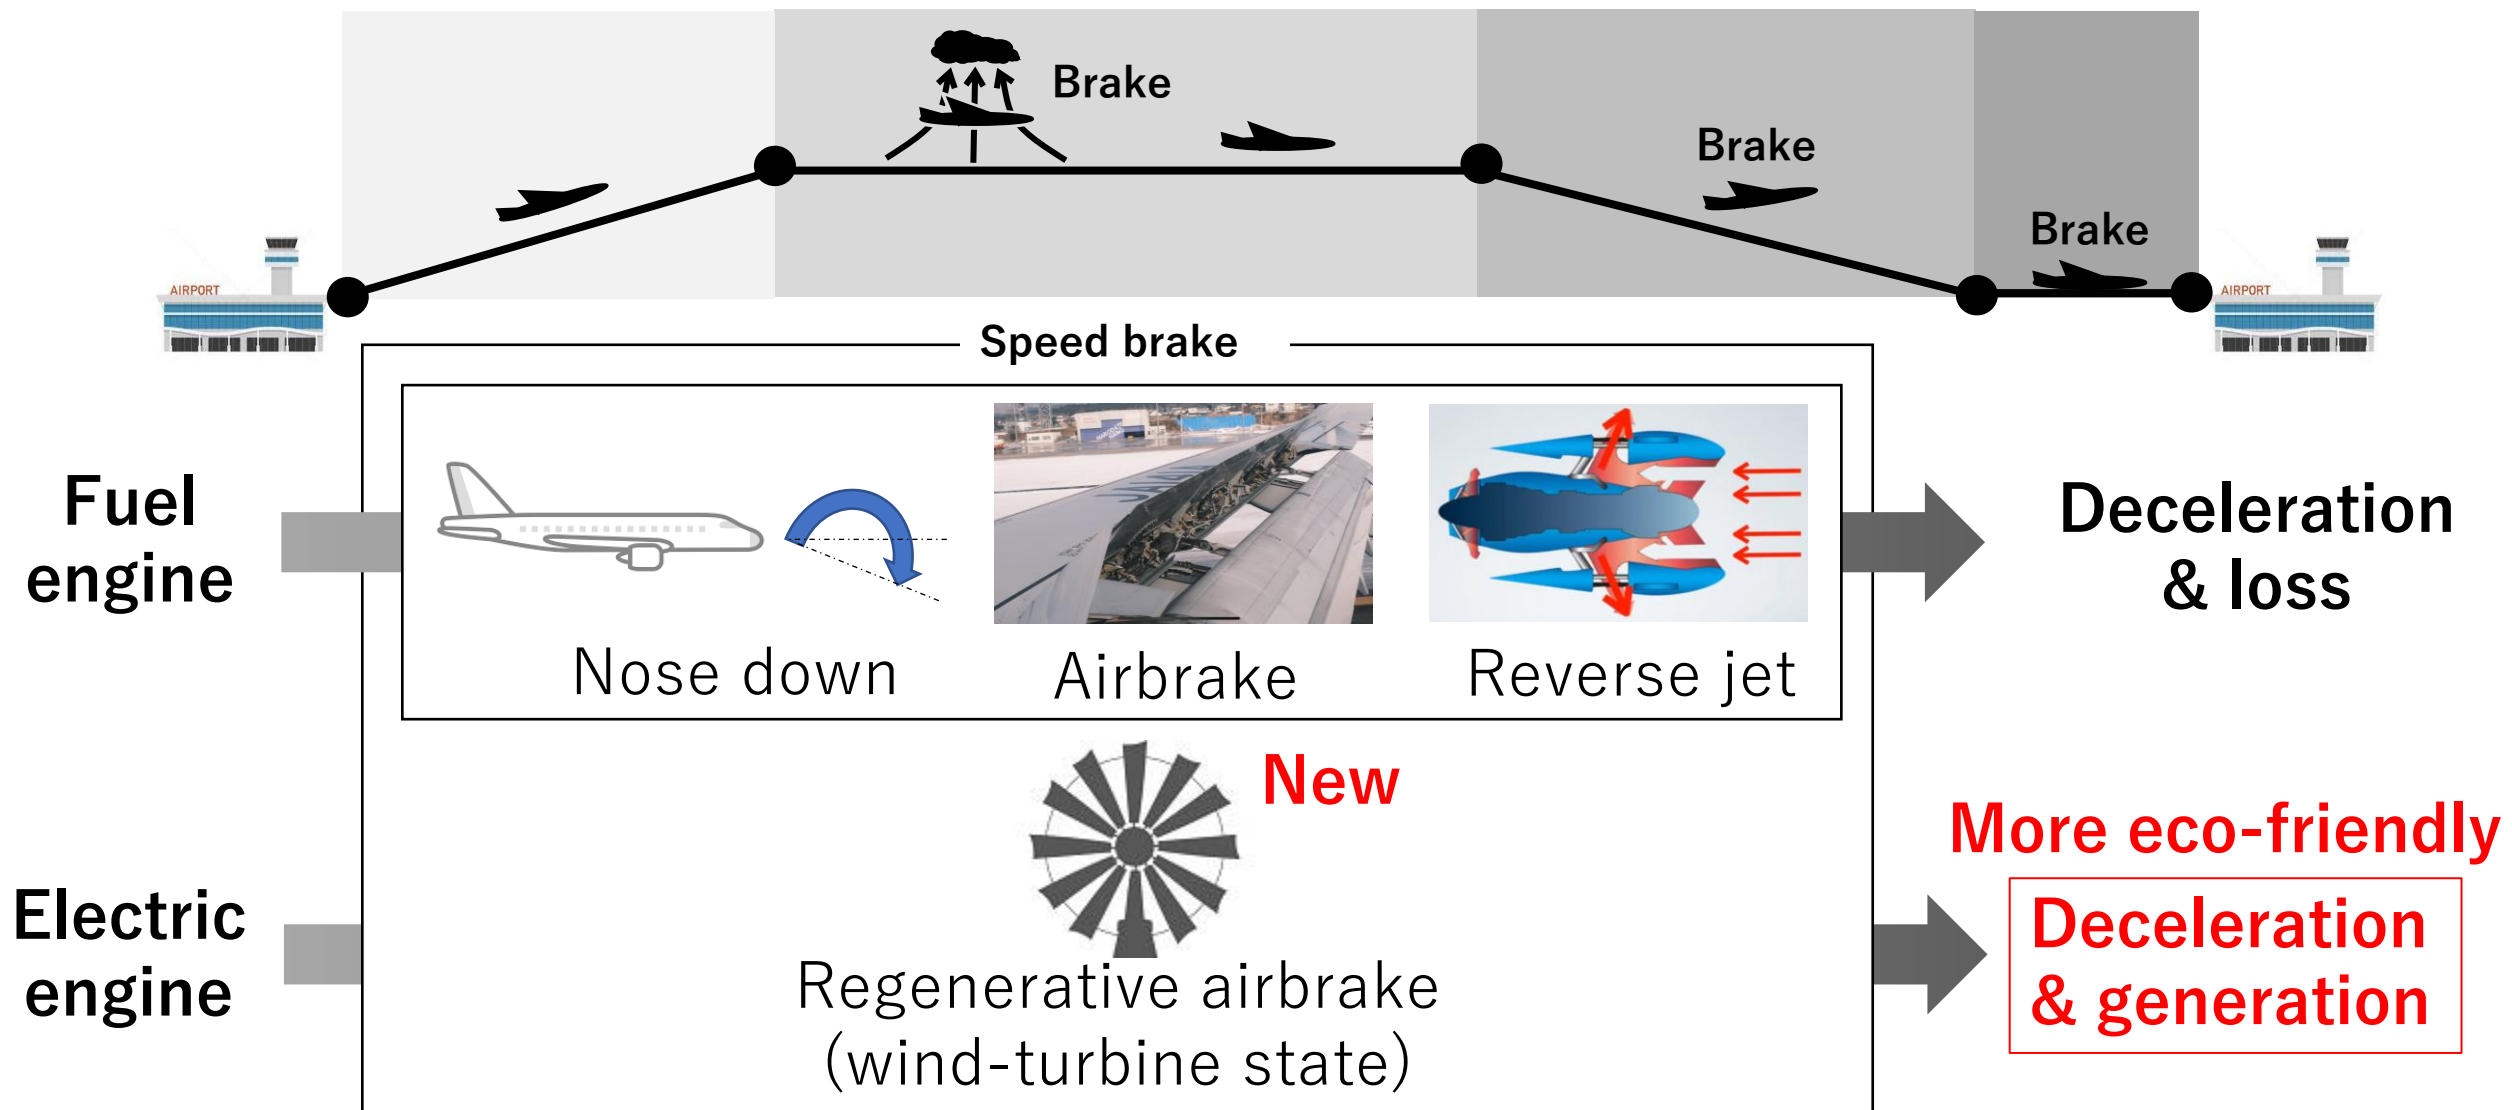 Brake
Brake
Brake
AIRPORT
AIRPORT
Speed brake
Fuel
engine
Nose down
Airbrake
Reverse jet
Deceleration
& loss
New
Electric
engine
Regenerative airbrake
(wind-turbine state)
More eco-friendly
Deceleration
& generation